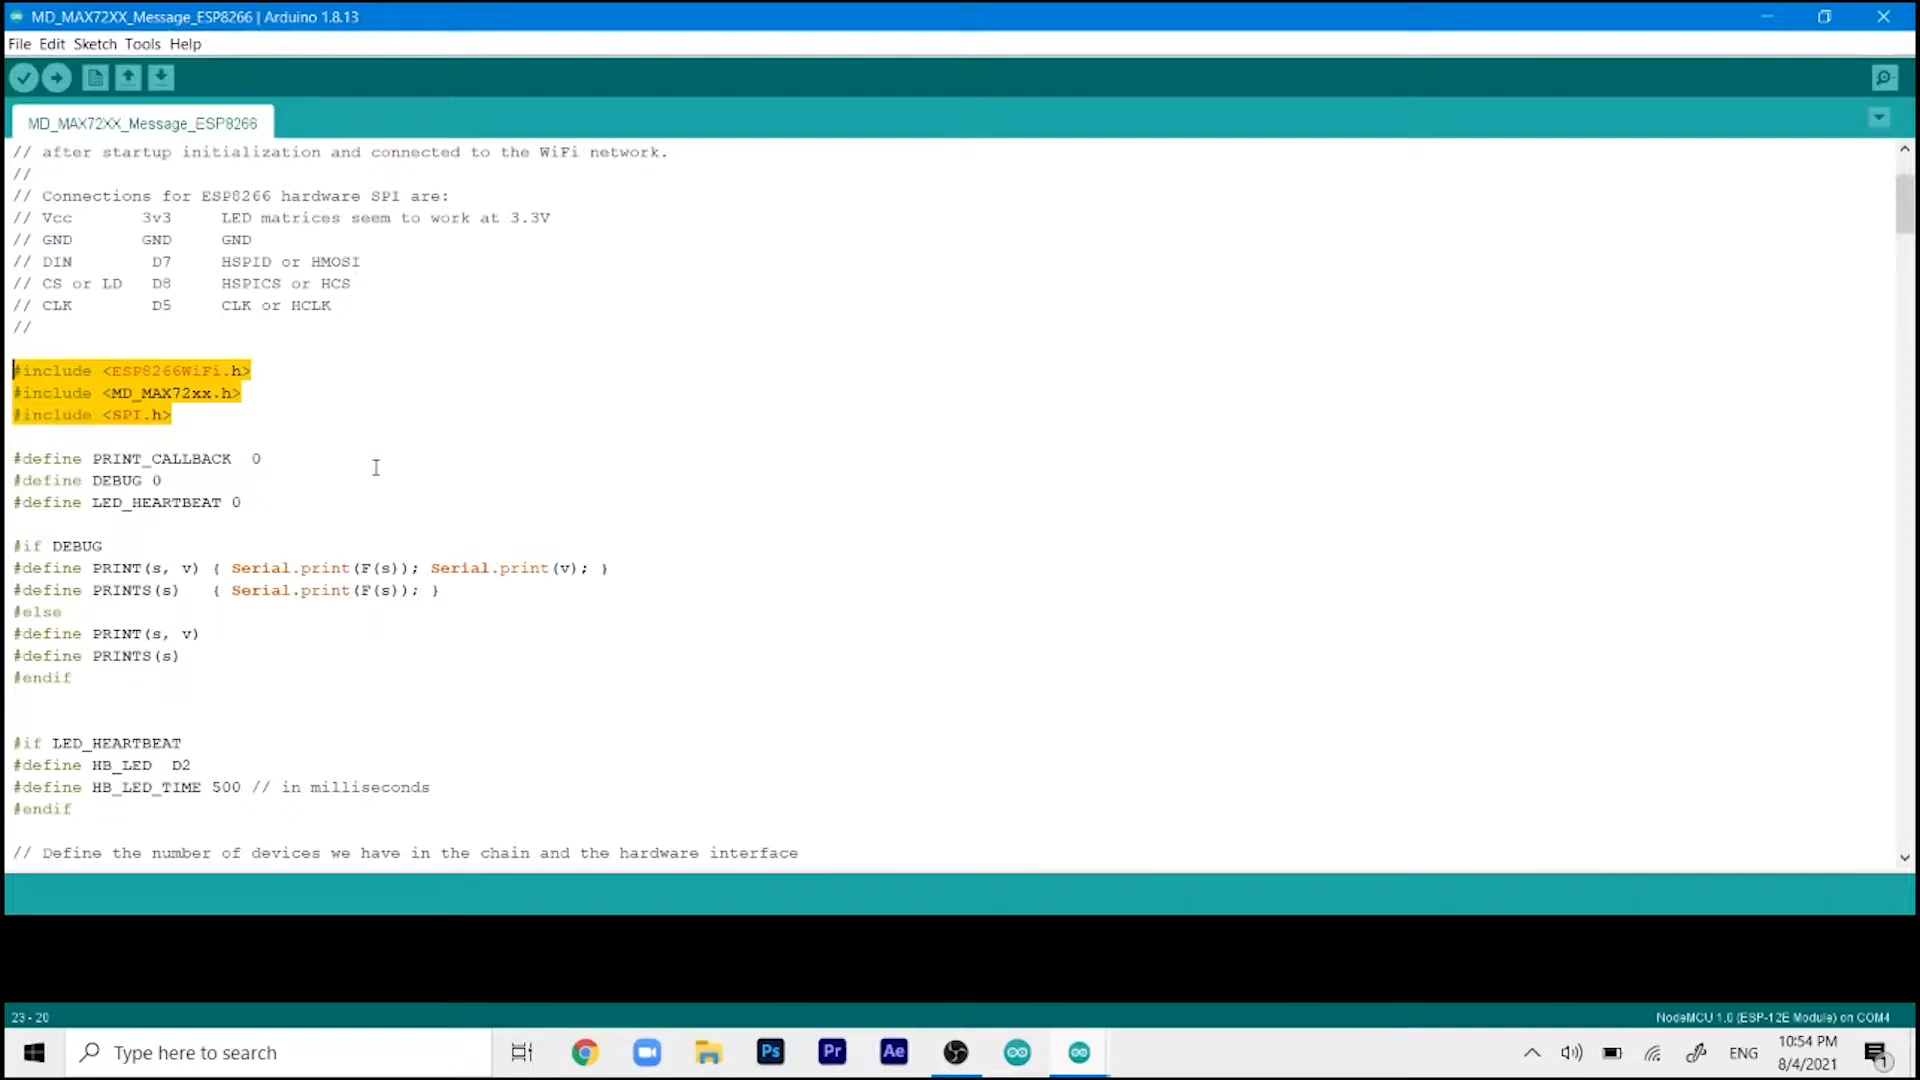 MD_MAX72XX_Message_ESP8266 | Arduino 1.8.13
File Edit Sketch Tools Help
MD_MAX72XX_Message_ESP8266
// after startup initialization and connected to the WiFi network.
//
// Connections for ESP8266 hardware SPI are:
// Vcc       3v3     LED matrices seem to work at 3.3V
// GND       GND     GND
// DIN        D7     HSPID or HMOSI
// CS or LD   D8     HSPICS or HCS
// CLK        D5     CLK or HCLK
//
#include <ESP8266WiFi.h>
#include <MD_MAX72xx.h>
#include <SPI.h>
#define PRINT_CALLBACK  0
#define DEBUG 0
#define LED_HEARTBEAT 0
#if DEBUG
#define PRINT(s, v) { Serial.print(F(s)); Serial.print(v); }
#define PRINTS(s)   { Serial.print(F(s)); }
#else
#define PRINT(s, v)
#define PRINTS(s)
#endif
#if LED_HEARTBEAT
#define HB_LED  D2
#define HB_LED_TIME 500 // in milliseconds
#endif
// Define the number of devices we have in the chain and the hardware interface
23 - 20
NodeMCU 1.0 (ESP-12E Module) on COM4
Type here to search
Ps
Pr
Ae
ENG
10:54 PM
8/4/2021
1